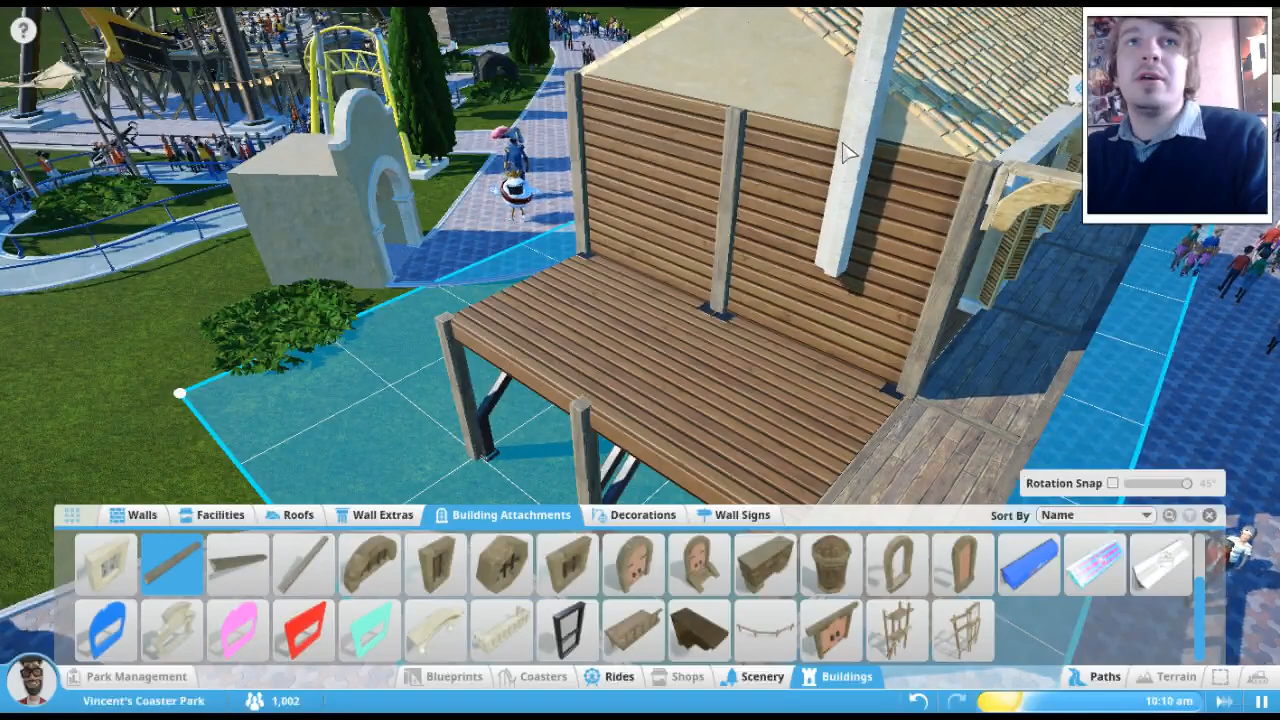 ?
Rotation Snap 45°
Walls Facilities Roofs Wall Extras Building Attachments Decorations Wall Signs Sort By Name
Park Management Blueprints Coasters Rides Shops Scenery Buildings Paths Terrain
Vincent's Coaster Park 1,002 10:10 am